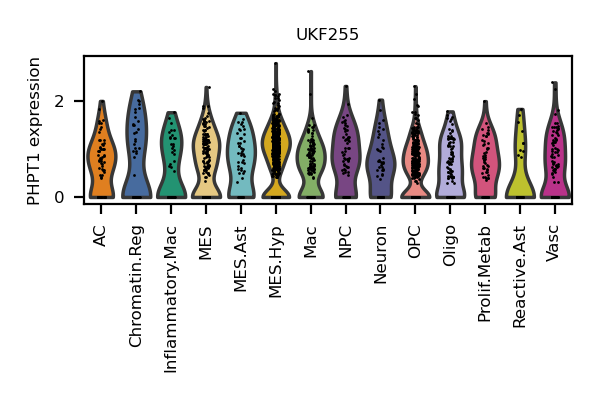 UKF255
PHPT1 expression
2
0
AC
Chromatin.Reg
Inflammatory.Mac
MES
MES.Ast
MES.Hyp
Mac
NPC
Neuron
OPC
Oligo
Prolif.Metab
Reactive.Ast
Vasc